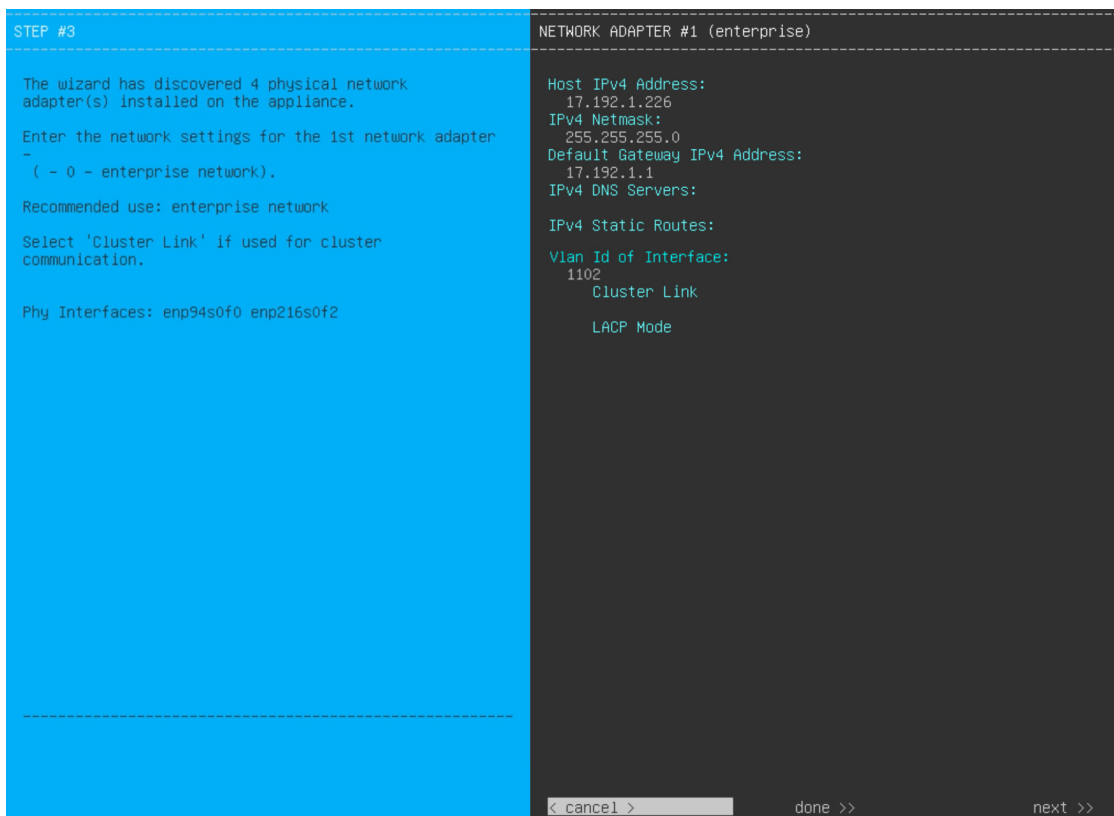 STEP #3
The wizard has discovered 4 physical network
adapter(s) installed on the appliance.
Enter the network settings for the 1st network adapter
-
( - 0 - enterprise network).
Recommended use: enterprise network
Select 'Cluster Link' if used for cluster
communication.
Phy Interfaces: enp94s0f0 enp216s0f2
NETWORK ADAPTER #1 (enterprise)
Host IPv4 Address:
17.192.1.226
IPv4 Netmask:
255.255.255.0
Default Gateway IPv4 Address:
17.192.1.1
IPv4 DNS Servers:
IPv4 Static Routes:
Vlan Id of Interface:
1102
Cluster Link
LACP Mode
< cancel > done >> next >>